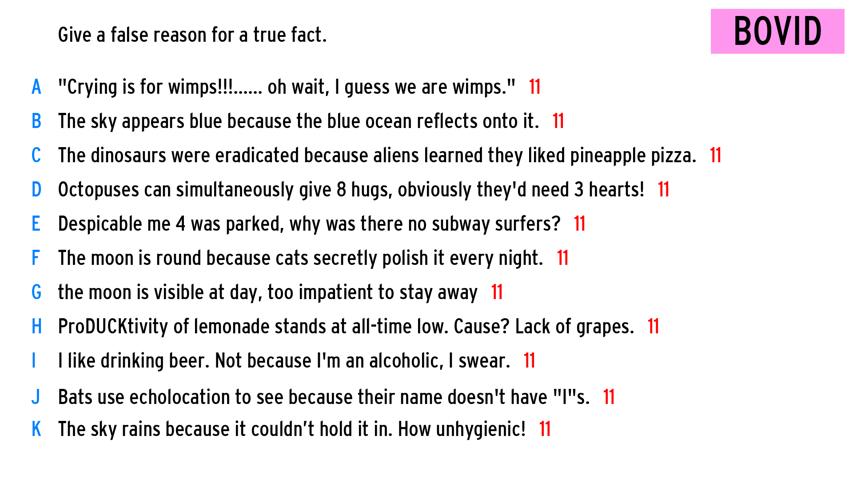 Give a false reason for a true fact.
BOVID
A "Crying is for wimps!!!...... oh wait, I guess we are wimps." 11
B The sky appears blue because the blue ocean reflects onto it. 11
C The dinosaurs were eradicated because aliens learned they liked pineapple pizza. 11
D Octopuses can simultaneously give 8 hugs, obviously they'd need 3 hearts! 11
E Despicable me 4 was parked, why was there no subway surfers? 11
F The moon is round because cats secretly polish it every night. 11
G the moon is visible at day, too impatient to stay away 11
H ProDUCKtivity of lemonade stands at all-time low. Cause? Lack of grapes. 11
I I like drinking beer. Not because I'm an alcoholic, I swear. 11
J Bats use echolocation to see because their name doesn't have "I"s. 11
K The sky rains because it couldn’t hold it in. How unhygienic! 11